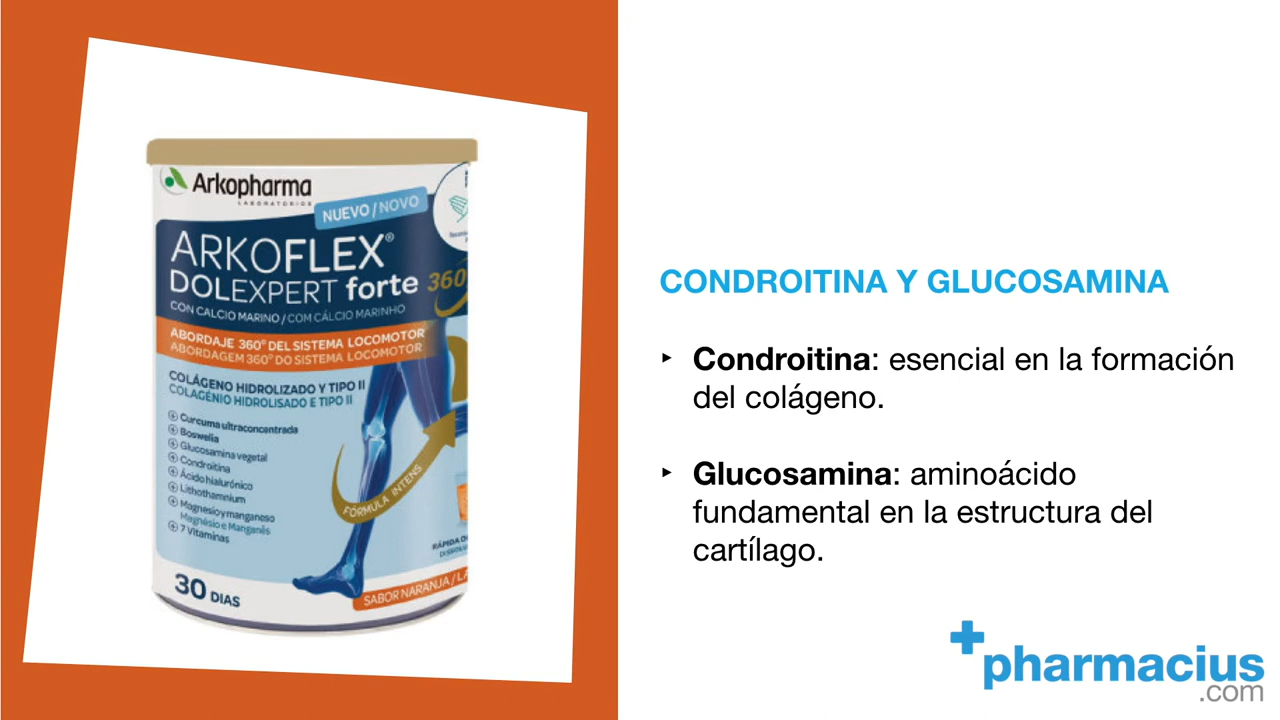 Arkopharma
LABORATORIOS
NUEVO / NOVO
ARKOFLEX®
DOLEXPERT forte 360°
CON CALCIO MARINO / COM CÁLCIO MARINHO
ABORDAJE 360° DEL SISTEMA LOCOMOTOR
ABORDAGEM 360° DO SISTEMA LOCOMOTOR
COLÁGENO HIDROLIZADO Y TIPO II
COLAGÉNIO HIDROLISADO E TIPO II
Curcuma ultraconcentrada
Boswellia
Glucosamina vegetal
Condroitina
Ácido hialurónico
Lithothamnium
Magnesio y manganeso
Magnésio e Manganês
7 Vitaminas
FÓRMULA INTENS
30 DIAS
SABOR NARANJA /
CONDROITINA Y GLUCOSAMINA
‣ Condroitina: esencial en la formación
del colágeno.
‣ Glucosamina: aminoácido
fundamental en la estructura del
cartílago.
pharmacius
.com